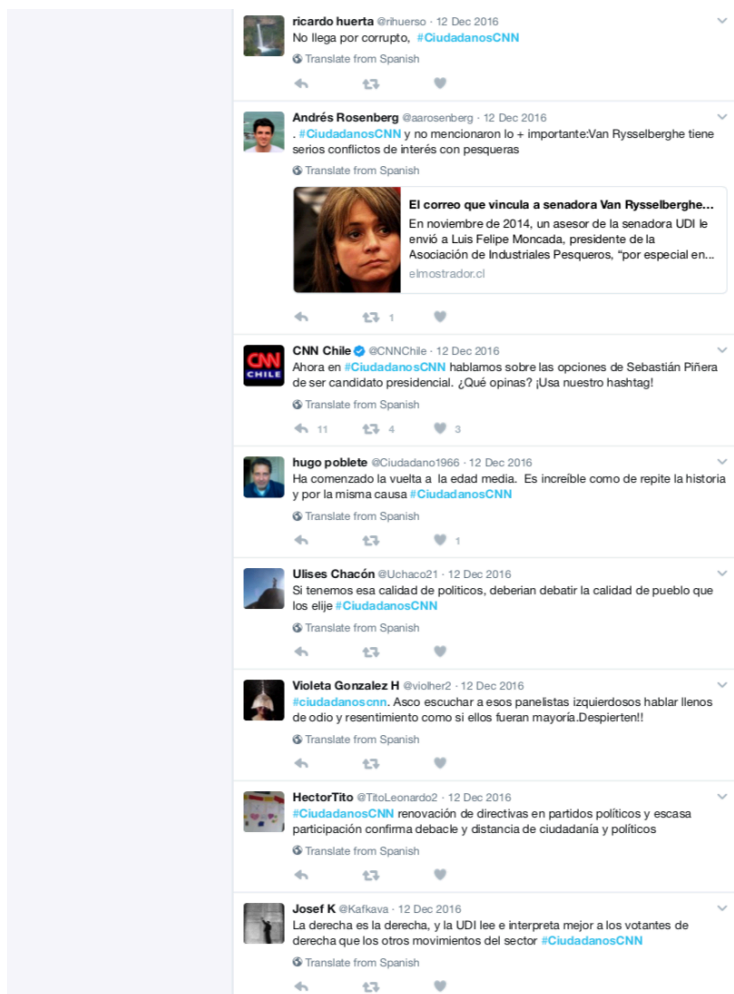 ricardo huerta @rihuerso · 12 Dec 2016
No llega por corrupto, #CiudadanosCNN
Translate from Spanish
Andrés Rosenberg @aarosenberg · 12 Dec 2016
. #CiudadanosCNN y no mencionaron lo + importante:Van Rysselberghe tiene
serios conflictos de interés con pesqueras
Translate from Spanish
El correo que vincula a senadora Van Rysselberghe...
En noviembre de 2014, un asesor de la senadora UDI le
envió a Luis Felipe Moncada, presidente de la
Asociación de Industriales Pesqueros, “por especial en...
elmostrador.cl
1
CNN CHILE
CNN Chile @CNNChile · 12 Dec 2016
Ahora en #CiudadanosCNN hablamos sobre las opciones de Sebastián Piñera
de ser candidato presidencial. ¿Qué opinas? ¡Usa nuestro hashtag!
Translate from Spanish
11 4 3
hugo poblete @Ciudadano1966 · 12 Dec 2016
Ha comenzado la vuelta a la edad media. Es increíble como de repite la historia
y por la misma causa #CiudadanosCNN
Translate from Spanish
1
Ulises Chacón @Uchaco21 · 12 Dec 2016
Si tenemos esa calidad de politicos, deberian debatir la calidad de pueblo que
los elije #CiudadanosCNN
Translate from Spanish
Violeta Gonzalez H @violher2 · 12 Dec 2016
#ciudadanoscnn. Asco escuchar a esos panelistas izquierdosos hablar llenos
de odio y resentimiento como si ellos fueran mayoría.Despierten!!
Translate from Spanish
HectorTito @TitoLeonardo2 · 12 Dec 2016
#CiudadanosCNN renovación de directivas en partidos políticos y escasa
participación confirma debacle y distancia de ciudadanía y políticos
Translate from Spanish
Josef K @Kafkava · 12 Dec 2016
La derecha es la derecha, y la UDI lee e interpreta mejor a los votantes de
derecha que los otros movimientos del sector #CiudadanosCNN
Translate from Spanish